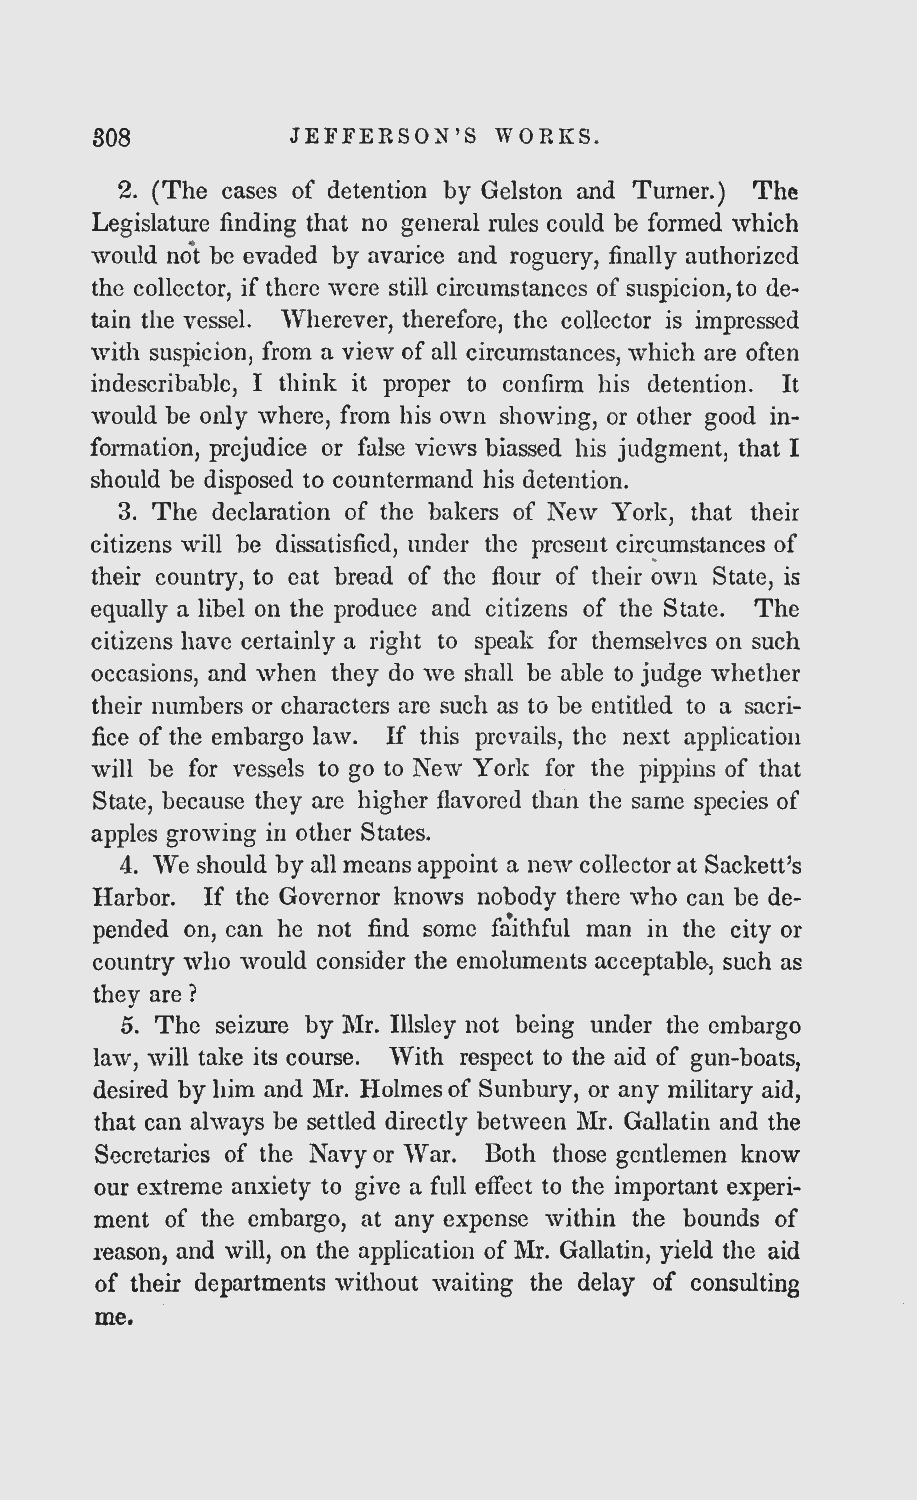 308 JEFFERSON'S WORKS.
2. (The cases of detention by Gelston and Turner.) The
Legislature finding that no general rules could be formed which
would not be evaded by avarice and roguery, finally authorized
the collector, if there were still circumstances of suspicion, to de-
tain the vessel. Wherever, therefore, the collector is impressed
with suspicion, from a view of all circumstances, which are often
indescribable, I think it proper to confirm his detention. It
would be only where, from his own showing, or other good in-
formation, prejudice or false views biassed his judgment, that I
should be disposed to countermand his detention.
3. The declaration of the bakers of New York, that their
citizens will be dissatisfied, under the present circumstances of
their country, to eat bread of the flour of their own State, is
equally a libel on the produce and citizens of the State. The
citizens have certainly a right to speak for themselves on such
occasions, and when they do we shall be able to judge whether
their numbers or characters are such as to be entitled to a sacri-
fice of the embargo law. If this prevails, the next application
will be for vessels to go to New York for the pippins of that
State, because they are higher flavored than the same species of
apples growing in other States.
4. We should by all means appoint a new collector at Sackett's
Harbor. If the Governor knows nobody there who can be de-
pended on, can he not find some faithful man in the city or
country who would consider the emoluments acceptable, such as
they are?
5. The seizure by Mr. Illsley not being under the embargo
law, will take its course. With respect to the aid of gun-boats,
desired by him and Mr. Holmes of Sunbury, or any military aid,
that can always be settled directly between Mr. Gallatin and the
Secretaries of the Navy or War. Both those gentlemen know
our extreme anxiety to give a full effect to the important experi-
ment of the embargo, at any expense within the bounds of
reason, and will, on the application of Mr. Gallatin, yield the aid
of their departments without waiting the delay of consulting
me.